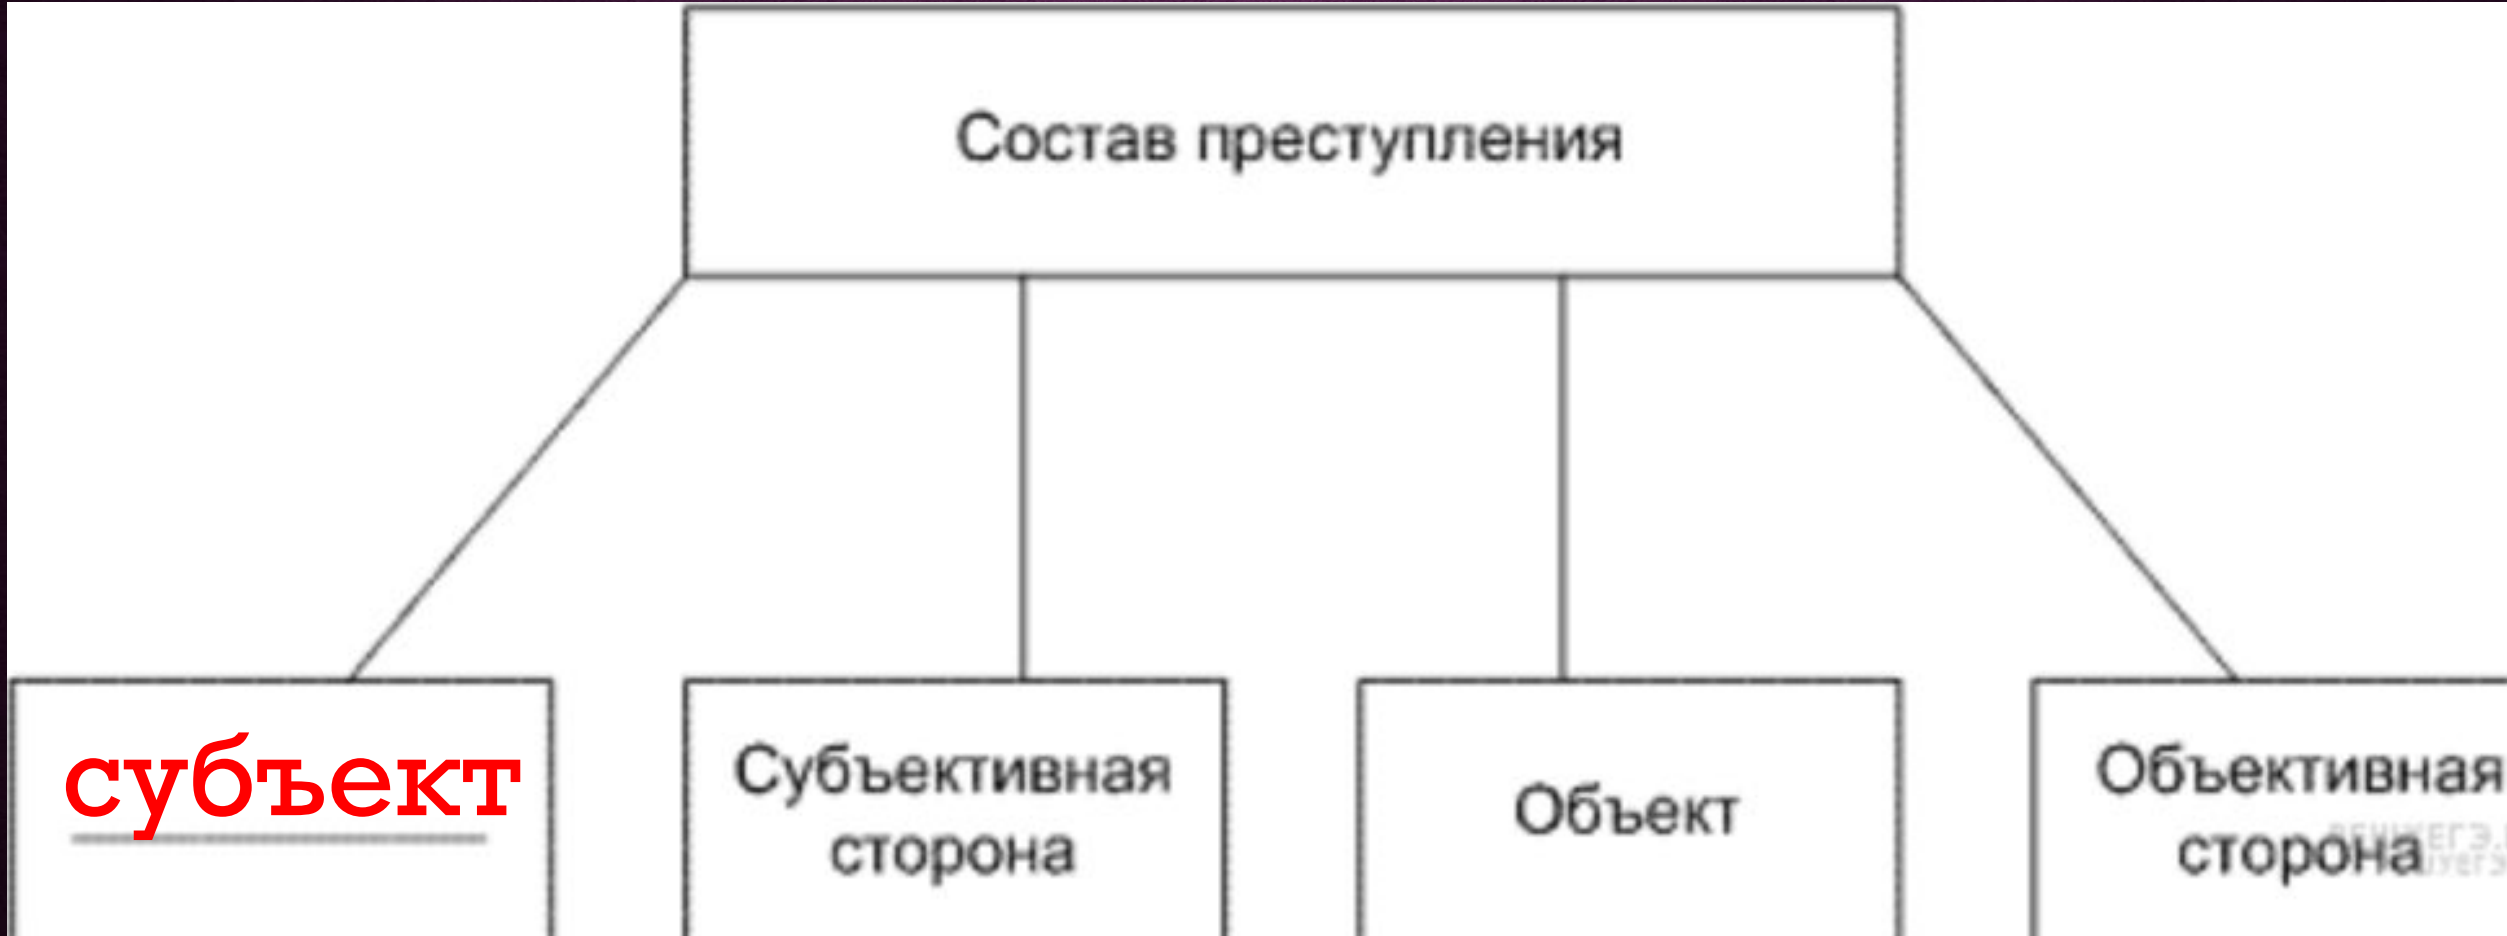 Состав преступления
субъект
Субъективная
сторона
Объект
Объективная
сторона